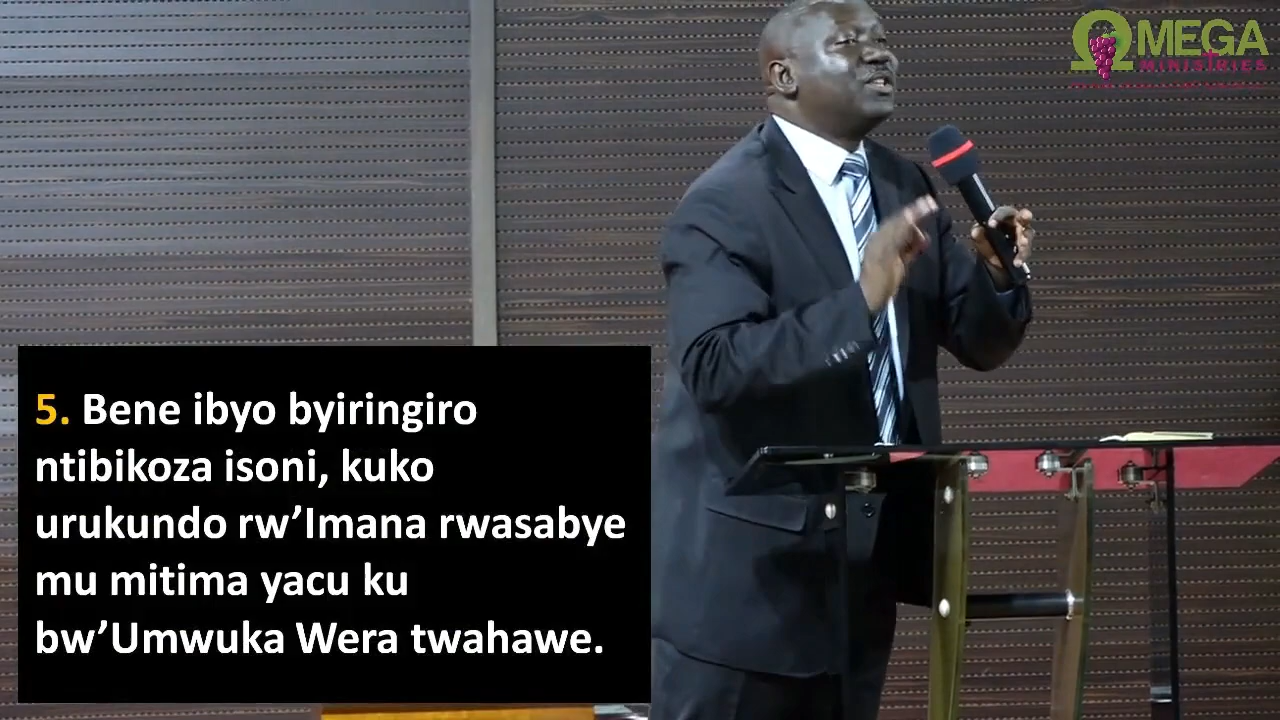 ΩMEGA
MINISTRIES
5. Bene ibyo byiringiro
ntibikoza isoni, kuko
urukundo rw’Imana rwasabye
mu mitima yacu ku
bw’Umwuka Wera twahawe.